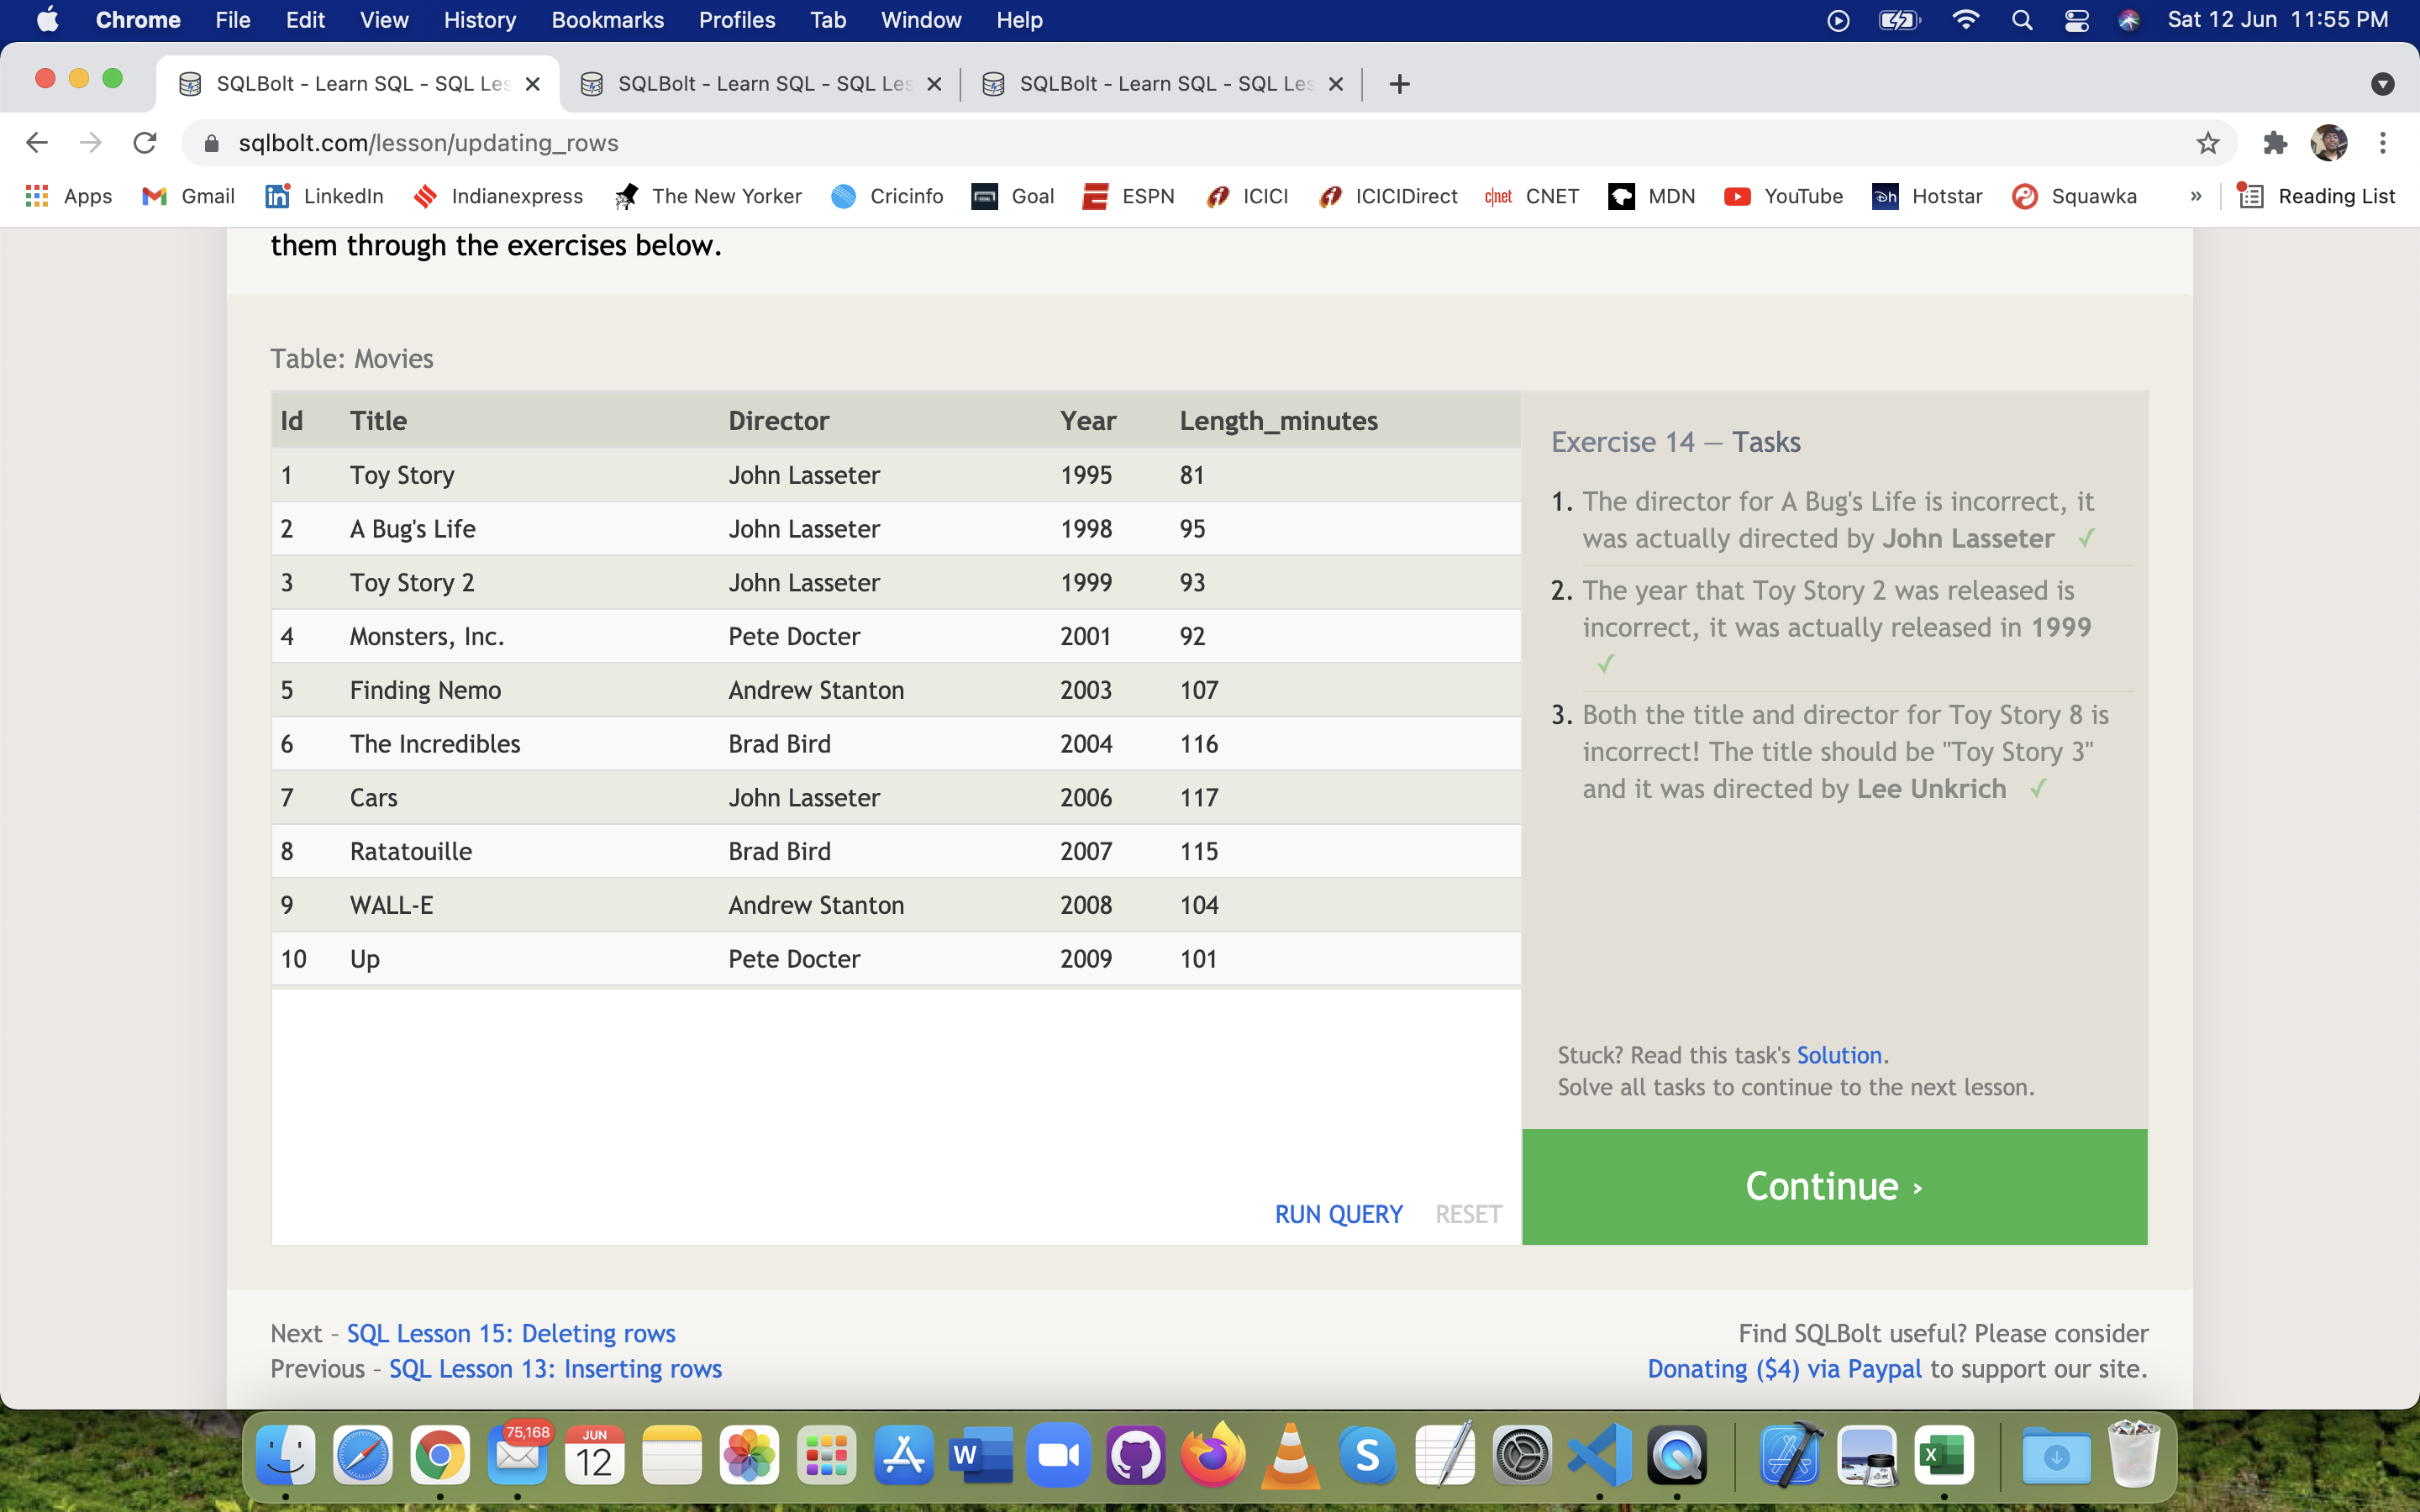 Chrome File Edit View History Bookmarks Profiles Tab Window Help Sat 12 Jun 11:55 PM
SQLBolt - Learn SQL - SQL Les SQLBolt - Learn SQL - SQL Les SQLBolt - Learn SQL - SQL Les
sqlbolt.com/lesson/updating_rows
Apps Gmail LinkedIn Indianexpress The New Yorker Cricinfo Goal ESPN ICICI ICICIDirect c|net CNET MDN YouTube Hotstar Squawka » Reading List
them through the exercises below.
Table: Movies
Id Title Director Year Length_minutes
1 Toy Story John Lasseter 1995 81
2 A Bug's Life John Lasseter 1998 95
3 Toy Story 2 John Lasseter 1999 93
4 Monsters, Inc. Pete Docter 2001 92
5 Finding Nemo Andrew Stanton 2003 107
6 The Incredibles Brad Bird 2004 116
7 Cars John Lasseter 2006 117
8 Ratatouille Brad Bird 2007 115
9 WALL-E Andrew Stanton 2008 104
10 Up Pete Docter 2009 101
RUN QUERY RESET
Exercise 14 — Tasks
1. The director for A Bug's Life is incorrect, it
was actually directed by John Lasseter ✓
2. The year that Toy Story 2 was released is
incorrect, it was actually released in 1999
✓
3. Both the title and director for Toy Story 8 is
incorrect! The title should be "Toy Story 3"
and it was directed by Lee Unkrich ✓
Stuck? Read this task's Solution.
Solve all tasks to continue to the next lesson.
Continue ›
Next – SQL Lesson 15: Deleting rows
Previous – SQL Lesson 13: Inserting rows
Find SQLBolt useful? Please consider
Donating ($4) via Paypal to support our site.
75,168
JUN
12
W
S
X